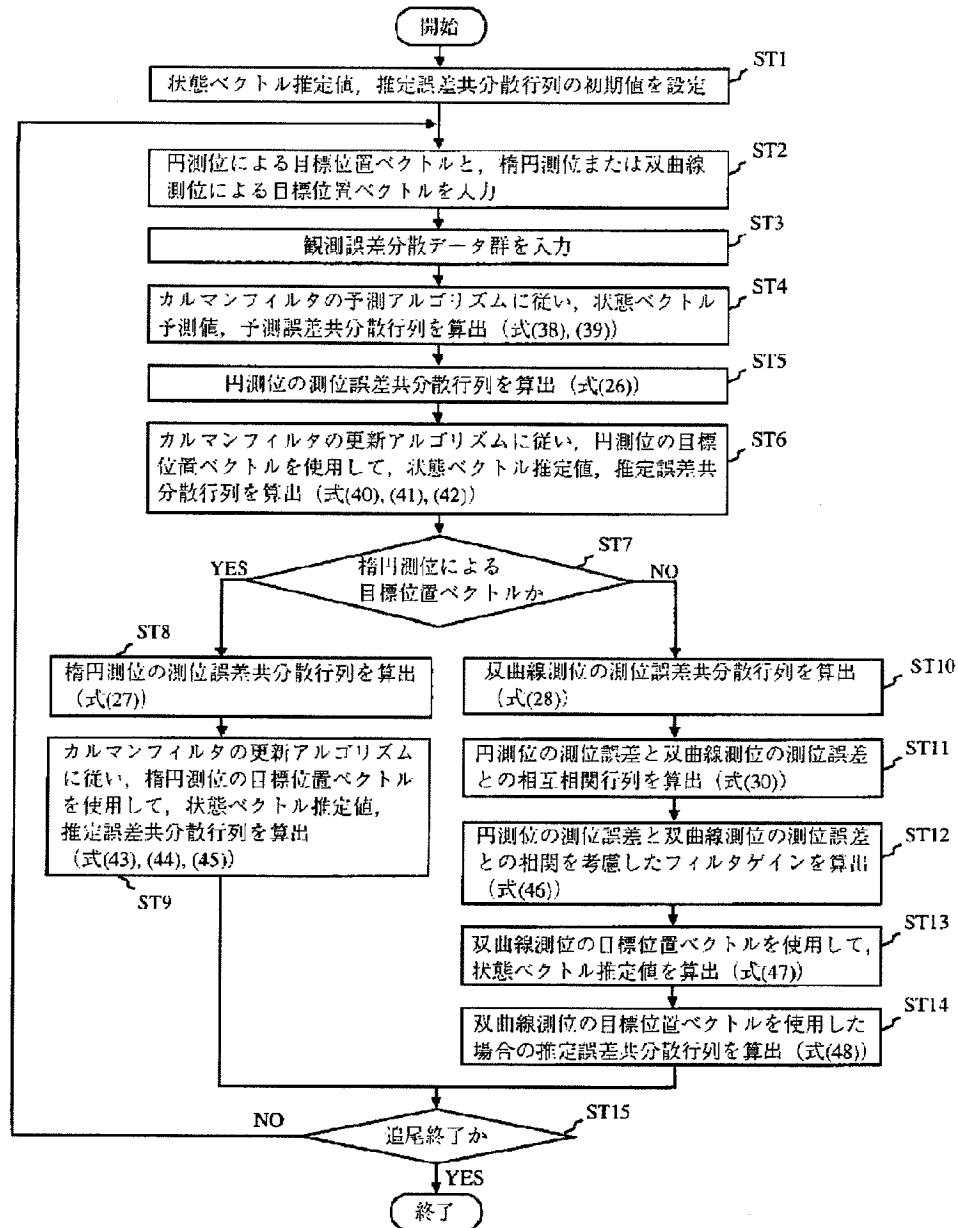 開始
ST1
状態ベクトル推定値，推定誤差共分散行列の初期値を設定
ST2
円測位による目標位置ベクトルと，楕円測位または双曲線
測位による目標位置ベクトルを入力
ST3
観測誤差分散データ群を入力
ST4
カルマンフィルタの予測アルゴリズムに従い，状態ベクトル
予測値，予測誤差共分散行列を算出（式(38), (39)）
ST5
円測位の測位誤差共分散行列を算出（式(26)）
ST6
カルマンフィルタの更新アルゴリズムに従い，円測位の目標
位置ベクトルを使用して，状態ベクトル推定値，推定誤差共
分散行列を算出（式(40), (41), (42)）
ST7
YES
楕円測位による
目標位置ベクトルか
NO
ST8
楕円測位の測位誤差共分散行列を算出
（式(27)）
カルマンフィルタの更新アルゴリズム
に従い，楕円測位の目標位置ベクトル
を使用して，状態ベクトル推定値，
推定誤差共分散行列を算出
（式(43), (44), (45)）
ST9
ST10
双曲線測位の測位誤差共分散行列を算出
（式(28)）
ST11
円測位の測位誤差と双曲線測位の測位誤差
との相互相関行列を算出（式(30)）
ST12
円測位の測位誤差と双曲線測位の測位誤差
との相関を考慮したフィルタゲインを算出
（式(46)）
ST13
双曲線測位の目標位置ベクトルを使用して，
状態ベクトル推定値を算出（式(47)）
ST14
双曲線測位の目標位置ベクトルを使用した
場合の推定誤差共分散行列を算出（式(48)）
NO
ST15
追尾終了か
YES
終了